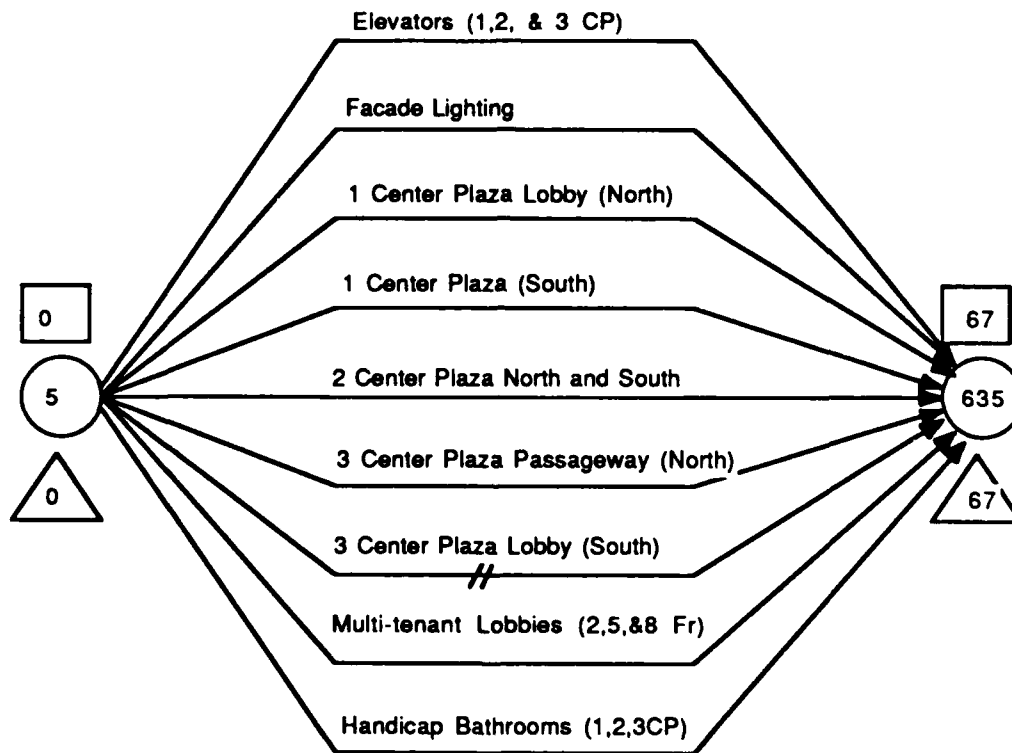 Elevators (1,2, & 3 CP)
Facade Lighting
1 Center Plaza Lobby (North)
1 Center Plaza (South)
0
67
2 Center Plaza North and South
5
635
3 Center Plaza Passageway (North)
0
67
3 Center Plaza Lobby (South)
Multi-tenant Lobbies (2,5,&8 Fr)
Handicap Bathrooms (1,2,3CP)